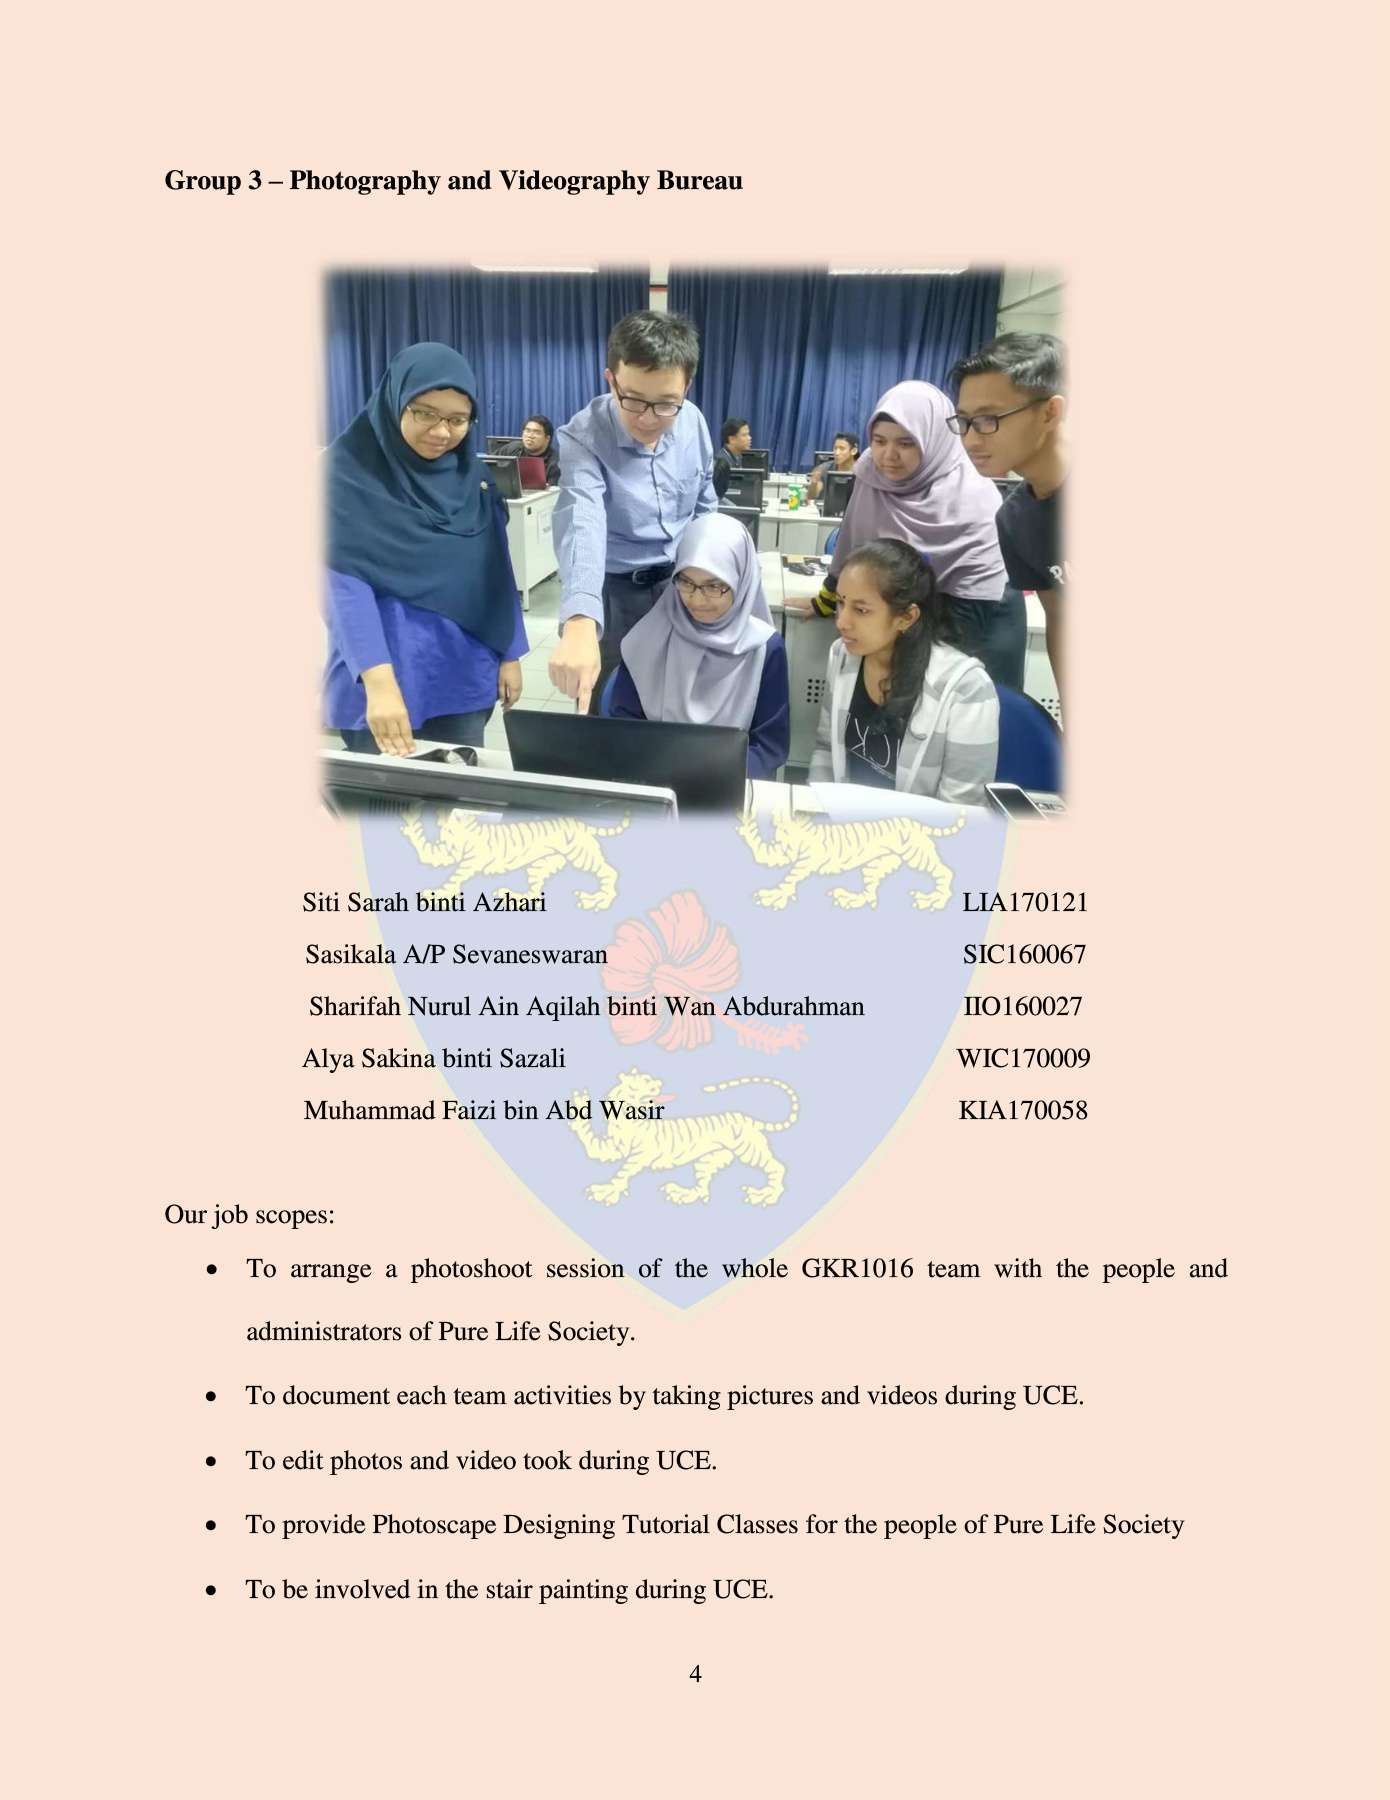 Group 3 – Photography and Videography Bureau
Siti Sarah binti Azhari LIA170121
Sasikala A/P Sevaneswaran SIC160067
Sharifah Nurul Ain Aqilah binti Wan Abdurahman IIO160027
Alya Sakina binti Sazali WIC170009
Muhammad Faizi bin Abd Wasir KIA170058
Our job scopes:
• To arrange a photoshoot session of the whole GKR1016 team with the people and
administrators of Pure Life Society.
• To document each team activities by taking pictures and videos during UCE.
• To edit photos and video took during UCE.
• To provide Photoscape Designing Tutorial Classes for the people of Pure Life Society
• To be involved in the stair painting during UCE.
4